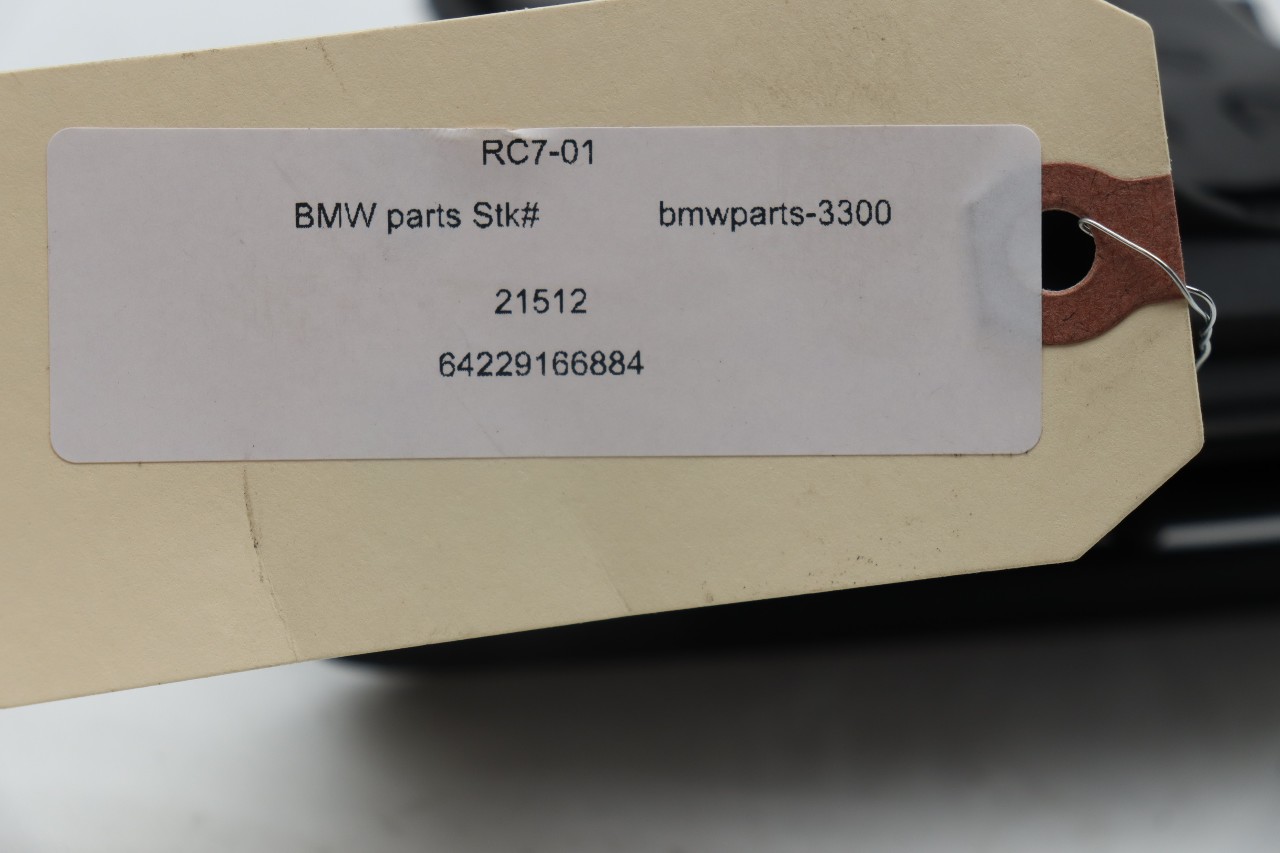 RC7-01
BMW parts Stk# bmwparts-3300
21512
64229166884